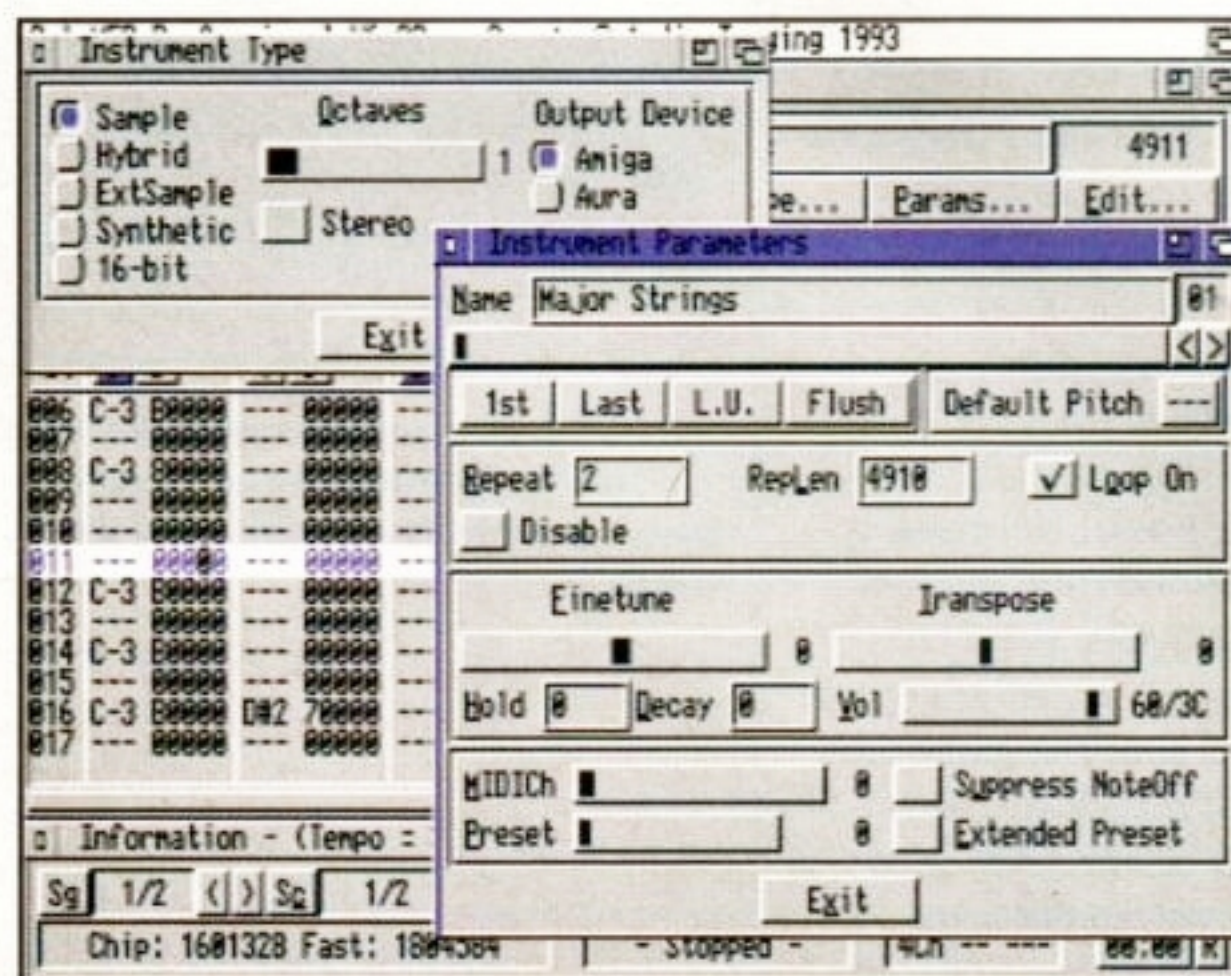 sing 1993
Instrument Type
Sample
Octaves
Output Device
Hybrid
1
Amiga
4911
ExtSample
Aura
Params...
Edit...
Synthetic
Stereo
16-bit
Exit
Instrument Parameters
Name Major Strings 01
< >
1st Last L.U. Flush Default Pitch ---
Repeat 2 RepLen 4910 ✓ Loop On
Disable
Finetune Transpose
0 0
Hold 0 Decay 0 Vol 60/3C
MIDICh 0 Suppress NoteOff
Preset 0 Extended Preset
Exit
006 C-3 B0000 --- 00000 --
007 --- 00000 --- 00000 --
008 C-3 B0000 --- 00000 --
009 --- 00000 --- 00000 --
010 --- 00000 --- 00000 --
011 --- 00000 --- 00000 --
012 C-3 B0000 --- 00000 --
013 --- 00000 --- 00000 --
014 C-3 B0000 --- 00000 --
015 --- 00000 --- 00000 --
016 C-3 B0000 D#2 70000 --
017 --- 00000 --- 00000 --
Information - (Tempo =
Sg 1/2 < > Sc 1/2
Chip: 1601328 Fast: 1804584 - Stopped - 4Ch -- --- 00:00 R